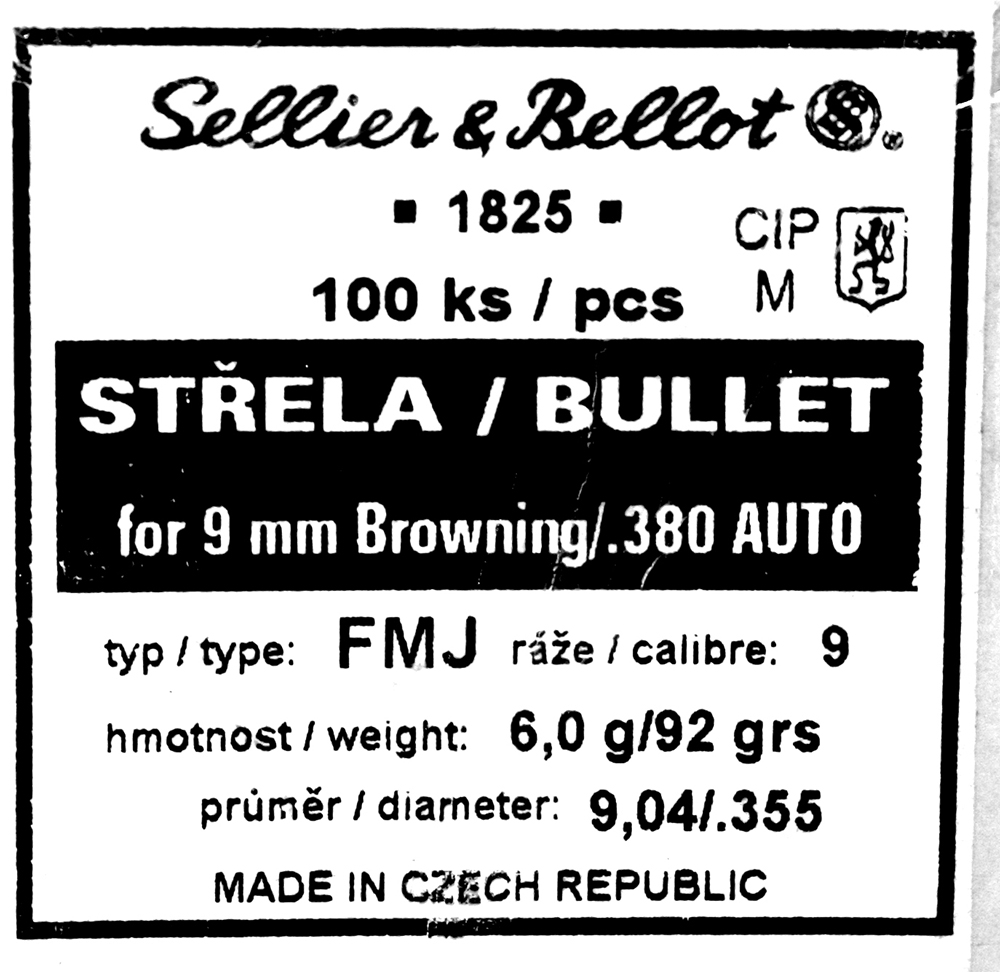 Sellier & Bellot ®
▪ 1825 ▪
CIP
M
100 ks / pcs
STŘELA / BULLET
for 9 mm Browning/.380 AUTO
typ / type: FMJ ráže / calibre: 9
hmotnost / weight: 6,0 g/92 grs
průměr / diameter: 9,04/.355
MADE IN CZECH REPUBLIC